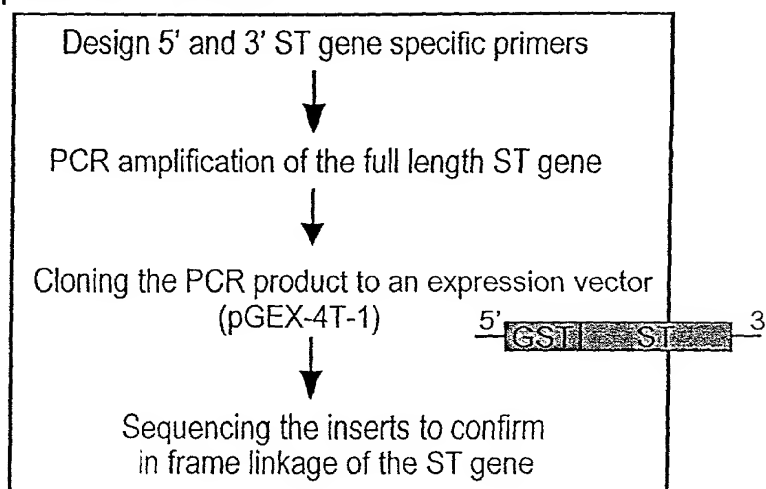 Design 5' and 3' ST gene specific primers
PCR amplification of the full length ST gene
Cloning the PCR product to an expression vector
(pGEX-4T-1)
5' GST ST 3
Sequencing the inserts to confirm
in frame linkage of the ST gene